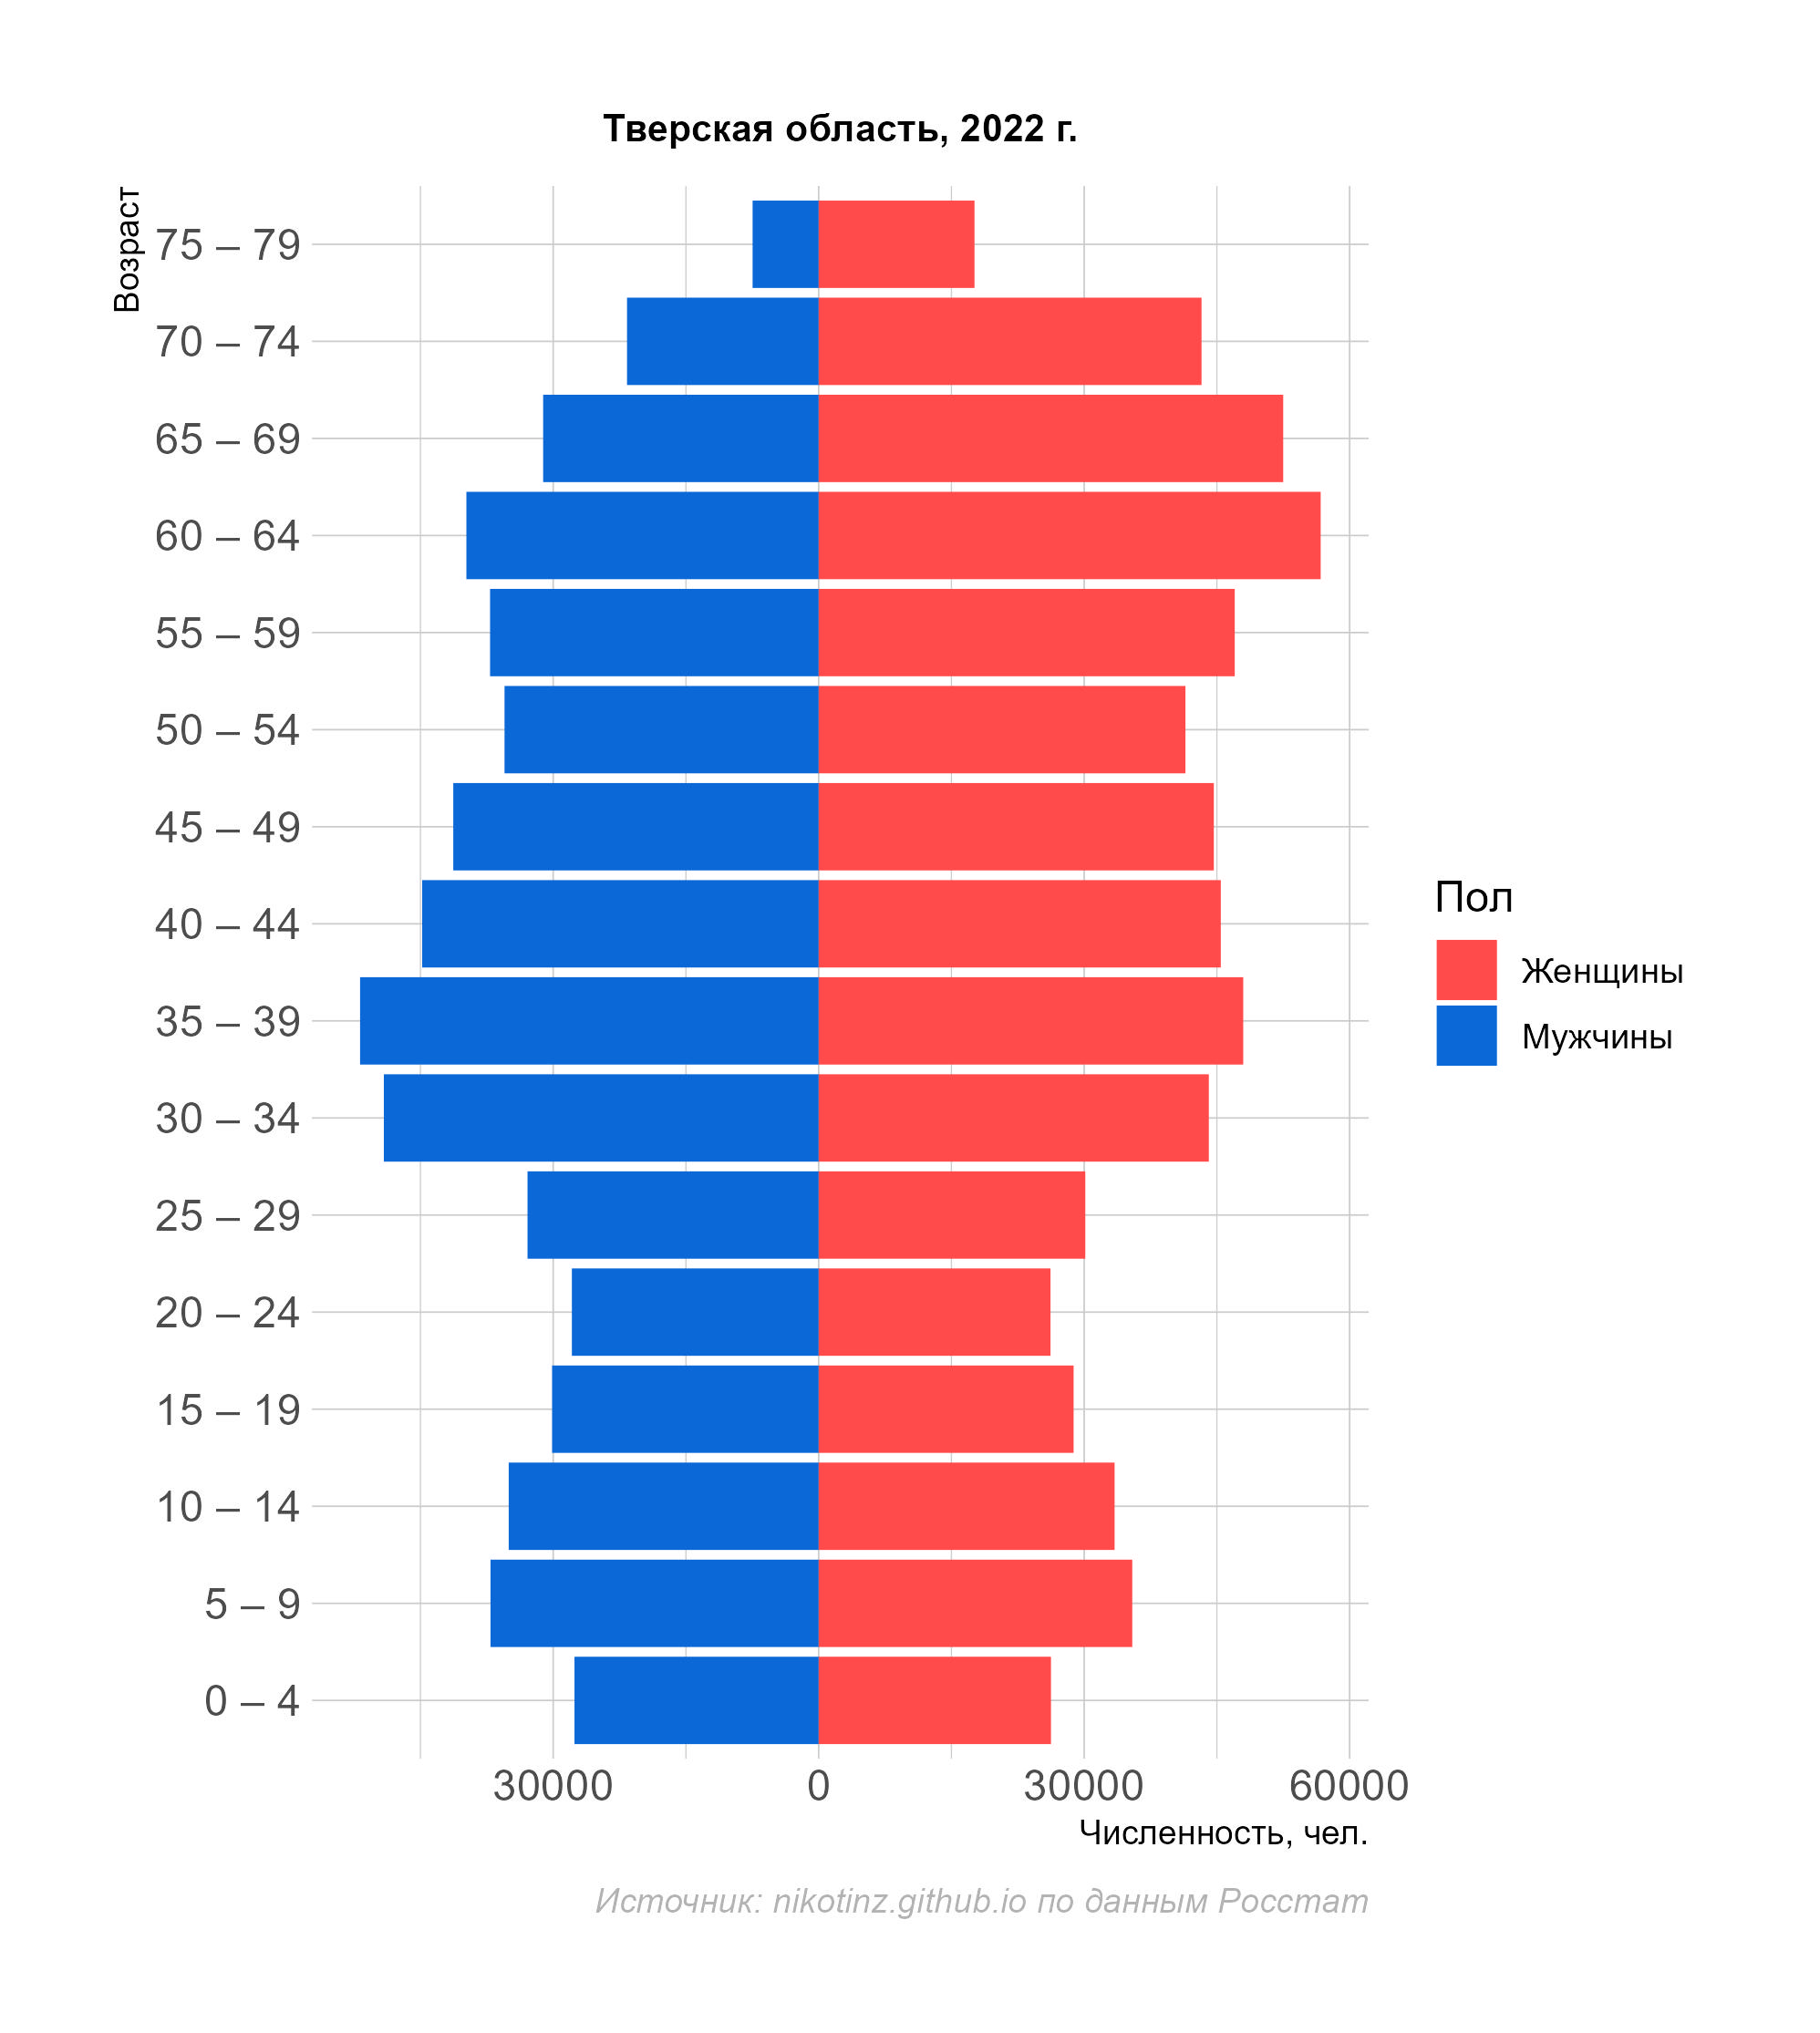 Тверская область, 2022 г.
Возраст
75 – 79
70 – 74
65 – 69
60 – 64
55 – 59
50 – 54
45 – 49
40 – 44
35 – 39
30 – 34
25 – 29
20 – 24
15 – 19
10 – 14
5 – 9
0 – 4
30000 0 30000 60000
Численность, чел.
Пол
Женщины
Мужчины
Источник: nikotinz.github.io по данным Росстат